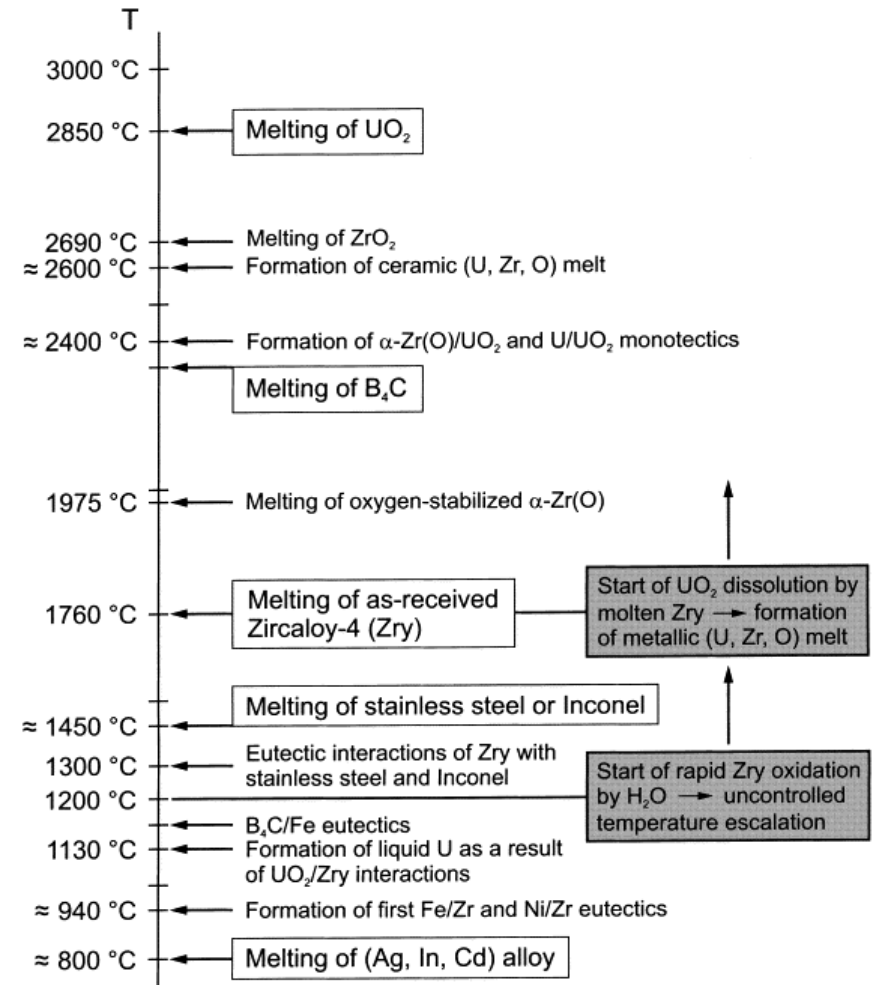 T
3000 °C
2850 °C
Melting of UO₂
2690 °C
Melting of ZrO₂
≈ 2600 °C
Formation of ceramic (U, Zr, O) melt
≈ 2400 °C
Formation of α-Zr(O)/UO₂ and U/UO₂ monotectics
Melting of B₄C
1975 °C
Melting of oxygen-stabilized α-Zr(O)
1760 °C
Melting of as-received
Zircaloy-4 (Zry)
Start of UO₂ dissolution by
molten Zry → formation
of metallic (U, Zr, O) melt
Melting of stainless steel or Inconel
≈ 1450 °C
1300 °C
Eutectic interactions of Zry with
stainless steel and Inconel
1200 °C
Start of rapid Zry oxidation
by H₂O → uncontrolled
temperature escalation
B₄C/Fe eutectics
1130 °C
Formation of liquid U as a result
of UO₂/Zry interactions
≈ 940 °C
Formation of first Fe/Zr and Ni/Zr eutectics
≈ 800 °C
Melting of (Ag, In, Cd) alloy